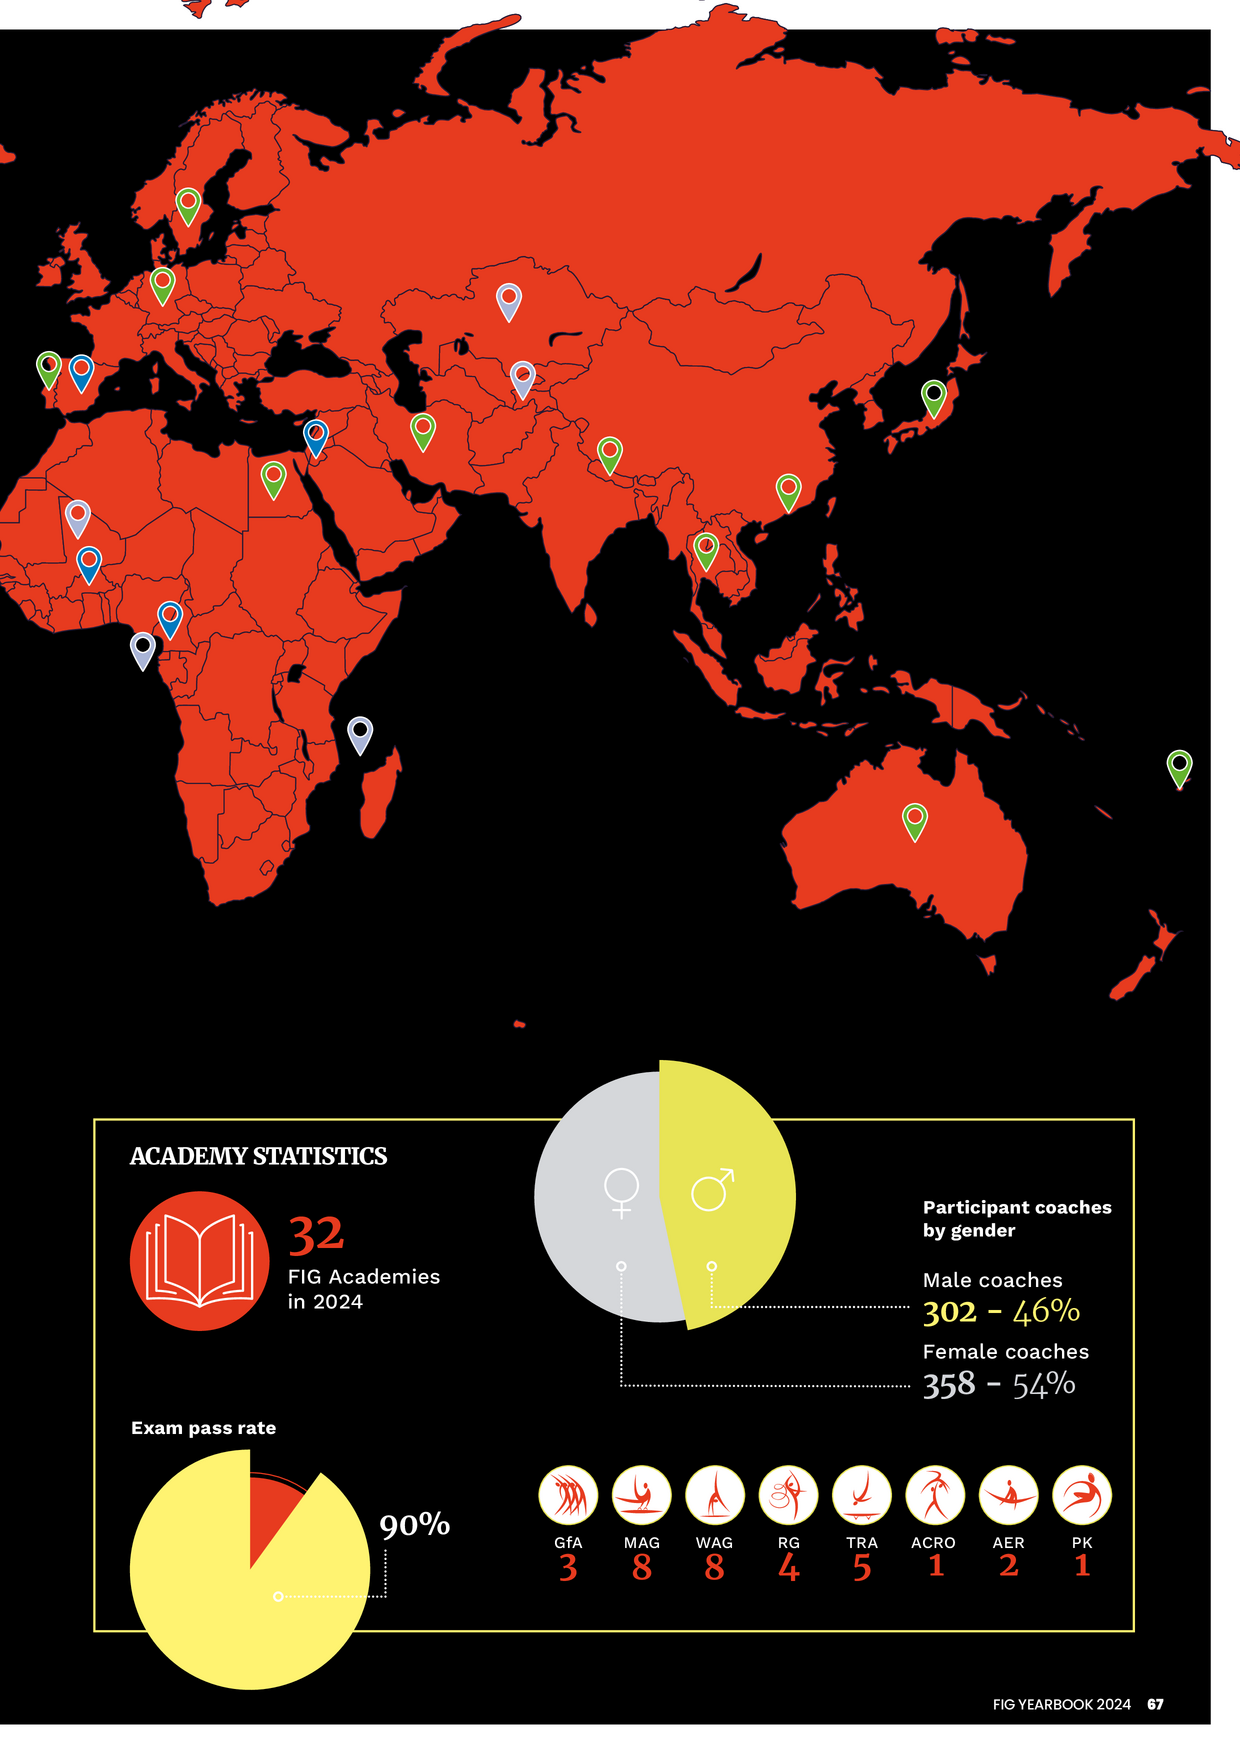 ACADEMY STATISTICS
32
FIG Academies
in 2024
Participant coaches
by gender
Male coaches
302 - 46%
Female coaches
358 - 54%
Exam pass rate
90%
GfA MAG WAG RG TRA ACRO AER PK
3 8 8 4 5 1 2 1
FIG YEARBOOK 2024 67